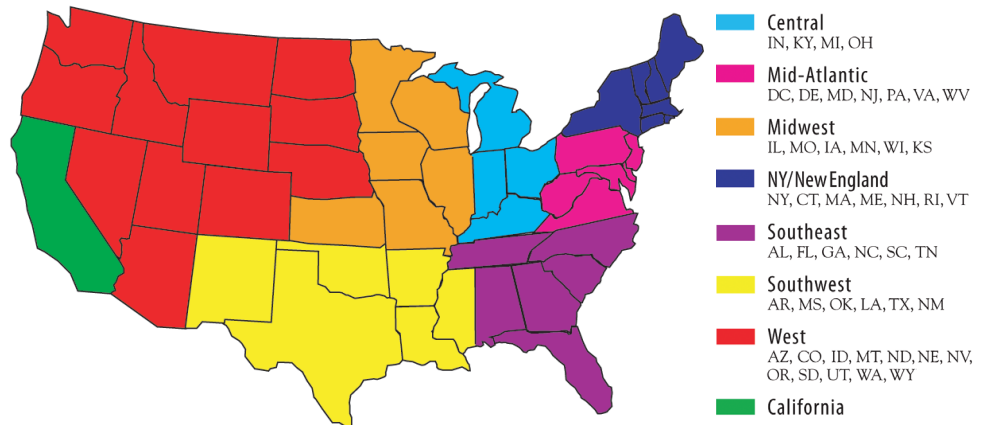 Central
IN, KY, MI, OH
Mid-Atlantic
DC, DE, MD, NJ, PA, VA, WV
Midwest
IL, MO, IA, MN, WI, KS
NY/NewEngland
NY, CT, MA, ME, NH, RI, VT
Southeast
AL, FL, GA, NC, SC, TN
Southwest
AR, MS, OK, LA, TX, NM
West
AZ, CO, ID, MT, ND, NE, NV,
OR, SD, UT, WA, WY
California